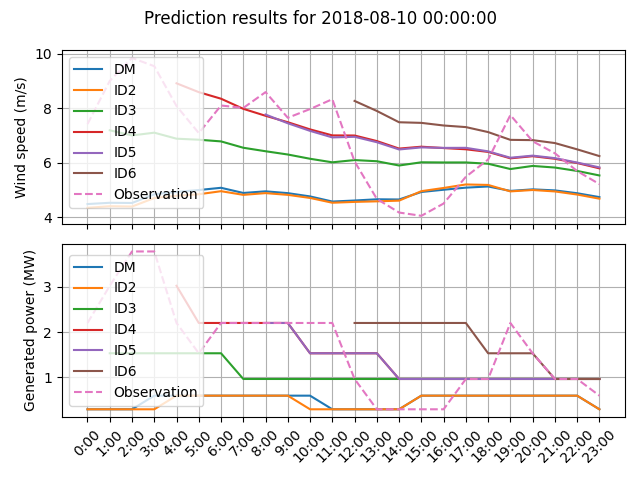 Prediction results for 2018-08-10 00:00:00
Wind speed (m/s)
10
8
6
4
DM
ID2
ID3
ID4
ID5
ID6
Observation
Generated power (MW)
3
2
1
DM
ID2
ID3
ID4
ID5
ID6
Observation
0:00
1:00
2:00
3:00
4:00
5:00
6:00
7:00
8:00
9:00
10:00
11:00
12:00
13:00
14:00
15:00
16:00
17:00
18:00
19:00
20:00
21:00
22:00
23:00